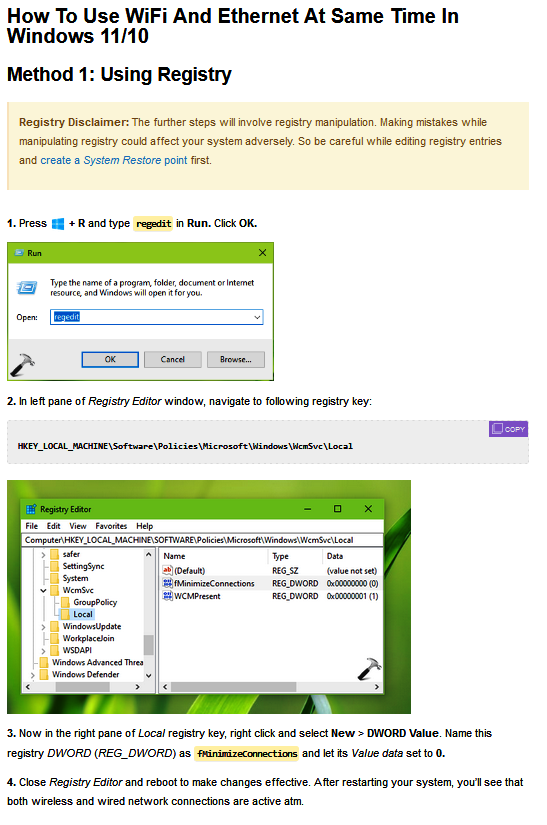 How To Use WiFi And Ethernet At Same Time In
Windows 11/10
Method 1: Using Registry
Registry Disclaimer: The further steps will involve registry manipulation. Making mistakes while
manipulating registry could affect your system adversely. So be careful while editing registry entries
and create a System Restore point first.
1. Press + R and type regedit in Run. Click OK.
Run
Type the name of a program, folder, document or Internet
resource, and Windows will open it for you.
Open: regedit
OK Cancel Browse...
2. In left pane of Registry Editor window, navigate to following registry key:
COPY
HKEY_LOCAL_MACHINE\Software\Policies\Microsoft\Windows\WcmSvc\Local
Registry Editor
File Edit View Favorites Help
Computer\HKEY_LOCAL_MACHINE\SOFTWARE\Policies\Microsoft\Windows\WcmSvc\Local
safer
SettingSync
System
WcmSvc
GroupPolicy
Local
WindowsUpdate
WorkplaceJoin
WSDAPI
Windows Advanced Threa
Windows Defender
Name Type Data
(Default) REG_SZ (value not set)
fMinimizeConnections REG_DWORD 0x00000000 (0)
WCMPresent REG_DWORD 0x00000001 (1)
3. Now in the right pane of Local registry key, right click and select New > DWORD Value. Name this
registry DWORD (REG_DWORD) as fMinimizeConnections and let its Value data set to 0.
4. Close Registry Editor and reboot to make changes effective. After restarting your system, you'll see that
both wireless and wired network connections are active atm.